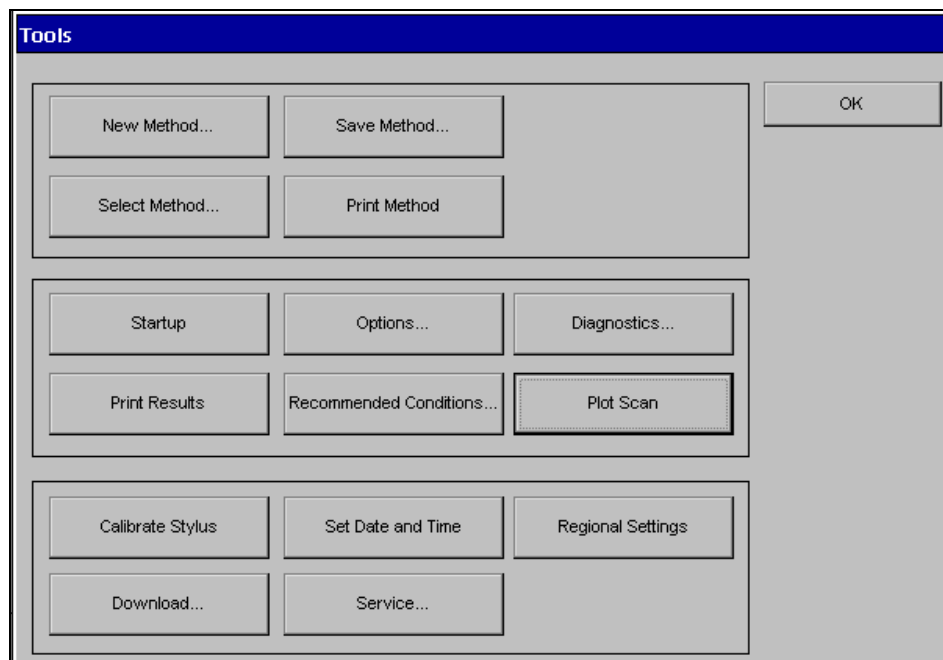 Tools
OK
New Method...
Save Method...
Select Method...
Print Method
Startup
Options...
Diagnostics...
Print Results
Recommended Conditions...
Plot Scan
Calibrate Stylus
Set Date and Time
Regional Settings
Download...
Service...